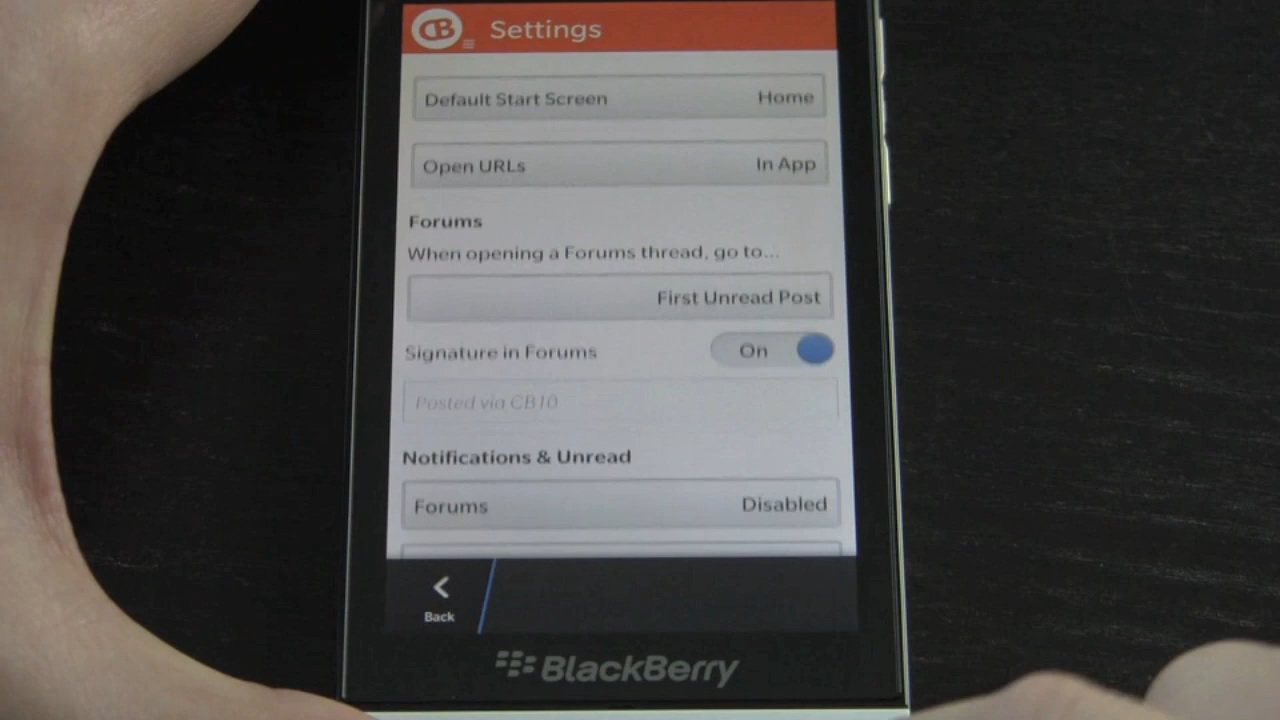 CB Settings
Default Start Screen Home
Open URLs In App
Forums
When opening a Forums thread, go to...
First Unread Post
Signature in Forums On
Posted via CB10
Notifications & Unread
Forums Disabled
Back
BlackBerry